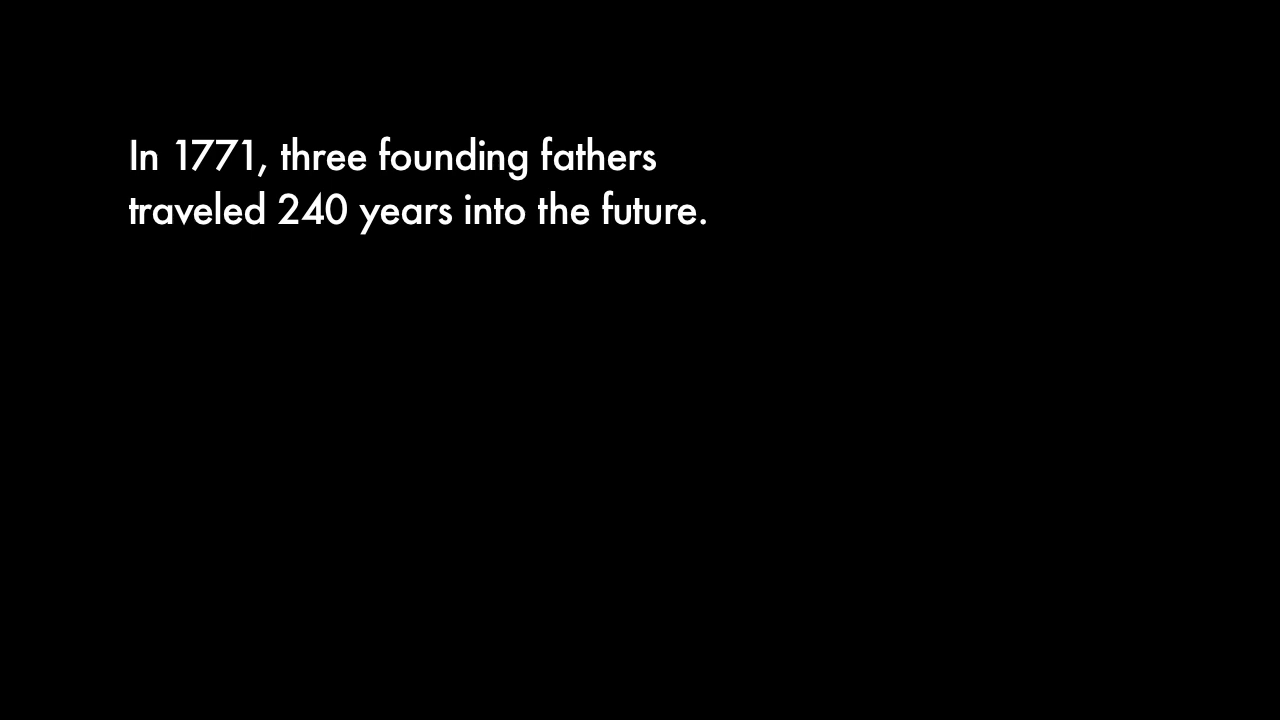 In 1771, three founding fathers
traveled 240 years into the future.